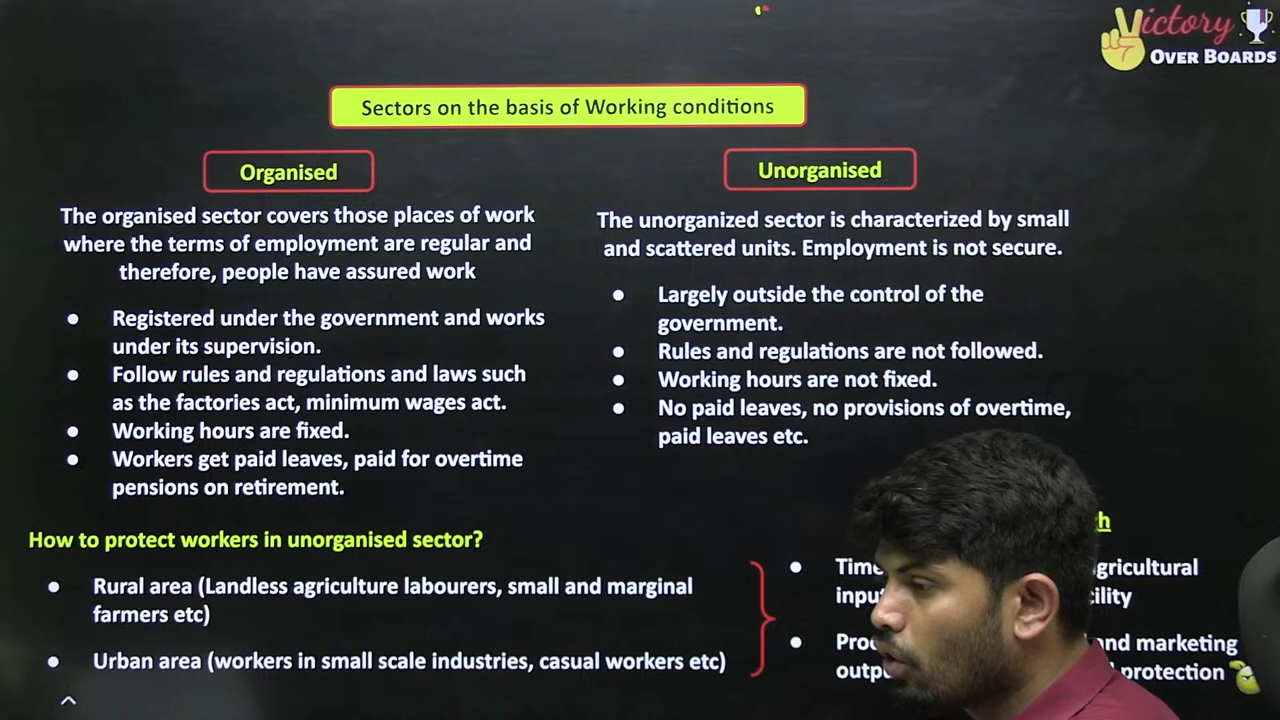 Victory
OVER BOARDS
Sectors on the basis of Working conditions
Organised
The organised sector covers those places of work
where the terms of employment are regular and
therefore, people have assured work
● Registered under the government and works
under its supervision.
● Follow rules and regulations and laws such
as the factories act, minimum wages act.
● Working hours are fixed.
● Workers get paid leaves, paid for overtime
pensions on retirement.
Unorganised
The unorganized sector is characterized by small
and scattered units. Employment is not secure.
● Largely outside the control of the
government.
● Rules and regulations are not followed.
● Working hours are not fixed.
● No paid leaves, no provisions of overtime,
paid leaves etc.
How to protect workers in unorganised sector?
● Rural area (Landless agriculture labourers, small and marginal
farmers etc)
● Urban area (workers in small scale industries, casual workers etc)
and marketing
protection